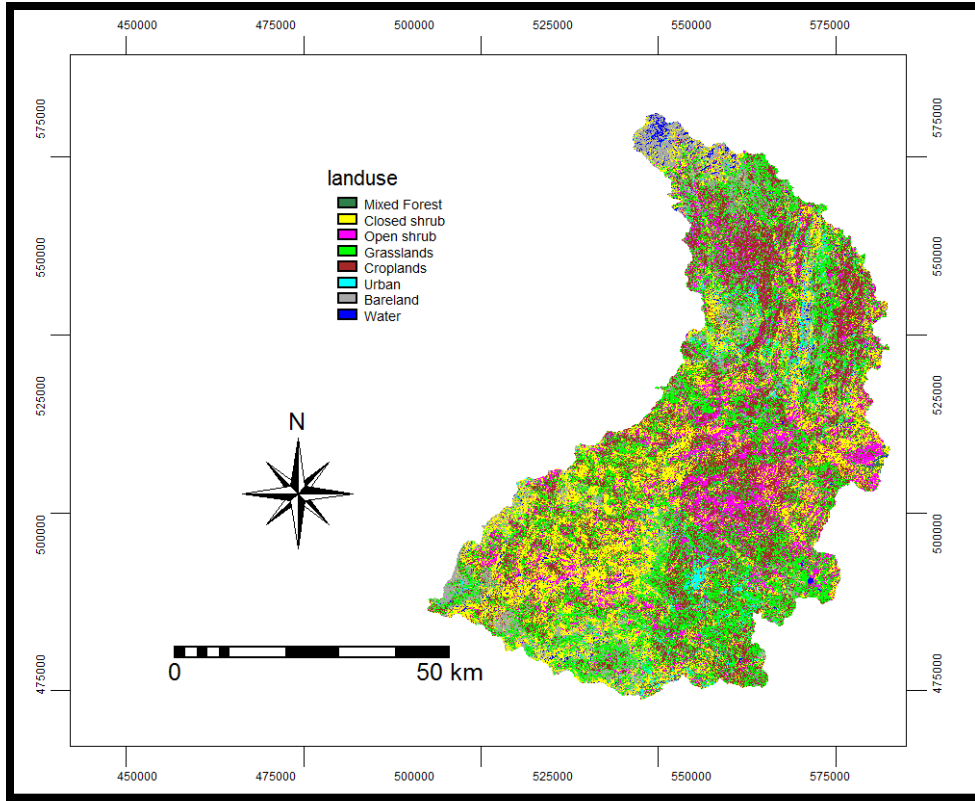 450000 475000 500000 525000 550000 575000
575000 575000
landuse
Mixed Forest
Closed shrub
Open shrub
Grasslands
Croplands
Urban
Bareland
Water
550000 550000
525000 525000
N
500000 500000
0 50 km
475000 475000
450000 475000 500000 525000 550000 575000